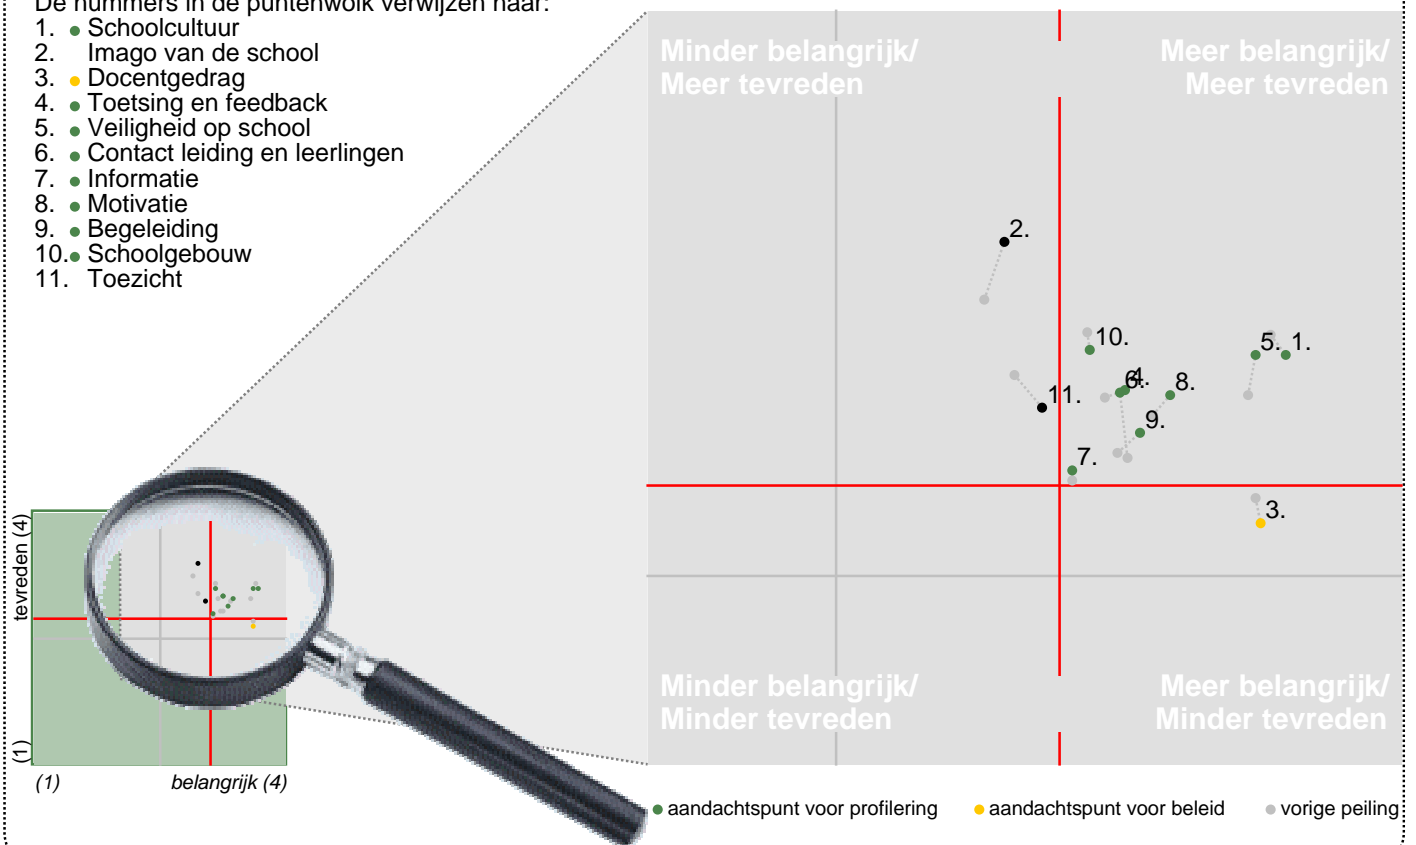 De nummers in de puntenwolk verwijzen naar:
1. Schoolcultuur
2. Imago van de school
3. Docentgedrag
4. Toetsing en feedback
5. Veiligheid op school
6. Contact leiding en leerlingen
7. Informatie
8. Motivatie
9. Begeleiding
10. Schoolgebouw
11. Toezicht
Minder belangrijk/
Meer tevreden
Meer belangrijk/
Meer tevreden
2.
10.
5. 1.
6. 4.
8.
11.
9.
7.
3.
Minder belangrijk/
Minder tevreden
Meer belangrijk/
Minder tevreden
tevreden (4)
(1)
(1)
belangrijk (4)
aandachtspunt voor profilering
aandachtspunt voor beleid
vorige peiling